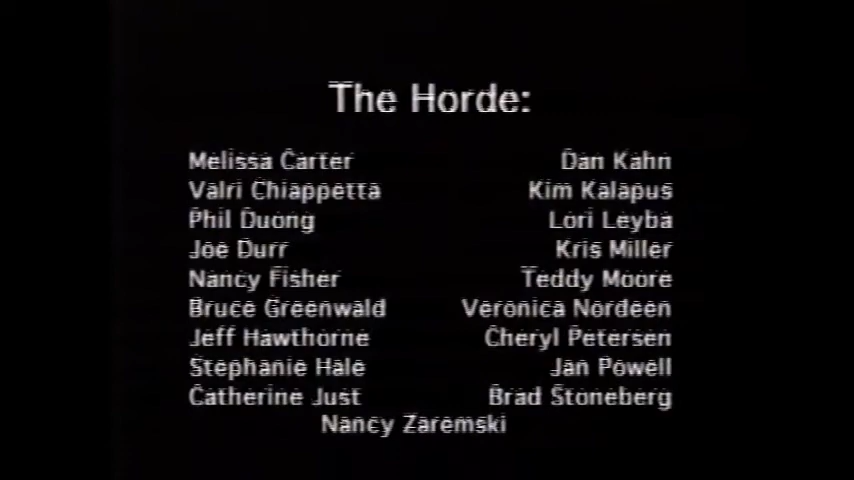 The Horde:
Melissa Carter Dan Kahn
Valri Chiappetta Kim Kalapus
Phil Duong Lori Leyba
Joe Durr Kris Miller
Nancy Fisher Teddy Moore
Bruce Greenwald Veronica Nordeen
Jeff Hawthorne Cheryl Petersen
Stephanie Hale Jan Powell
Catherine Just Brad Stoneberg
Nancy Zaremski